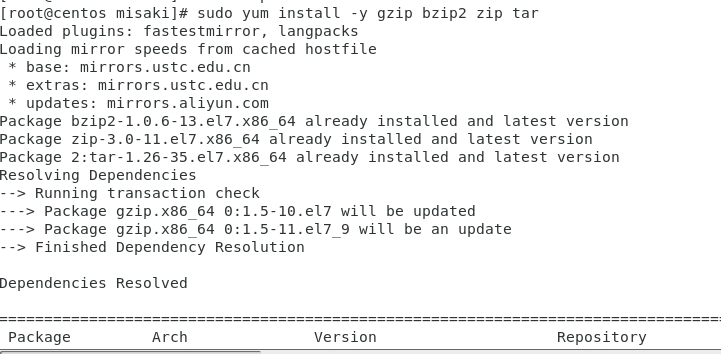 [root@centos misaki]# sudo yum install -y gzip bzip2 zip tar
Loaded plugins: fastestmirror, langpacks
Loading mirror speeds from cached hostfile
 * base: mirrors.ustc.edu.cn
 * extras: mirrors.ustc.edu.cn
 * updates: mirrors.aliyun.com
Package bzip2-1.0.6-13.el7.x86_64 already installed and latest version
Package zip-3.0-11.el7.x86_64 already installed and latest version
Package 2:tar-1.26-35.el7.x86_64 already installed and latest version
Resolving Dependencies
--> Running transaction check
---> Package gzip.x86_64 0:1.5-10.el7 will be updated
---> Package gzip.x86_64 0:1.5-11.el7_9 will be an update
--> Finished Dependency Resolution
Dependencies Resolved
================================================================================
 Package         Arch              Version                    Repository